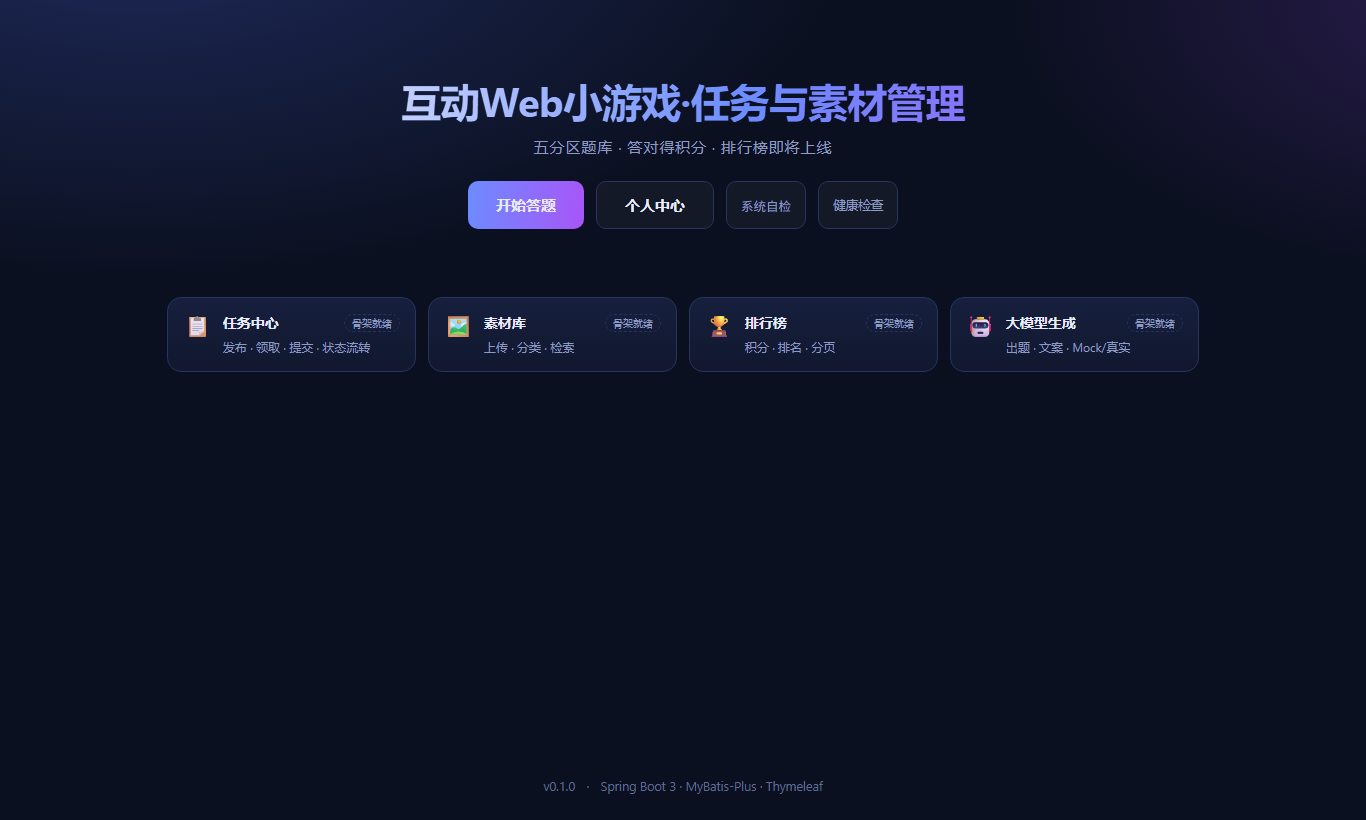 互动Web小游戏·任务与素材管理
五分区题库 · 答对得积分 · 排行榜即将上线
开始答题 个人中心 系统自检 健康检查
任务中心 骨架就绪
发布 · 领取 · 提交 · 状态流转
素材库 骨架就绪
上传 · 分类 · 检索
排行榜 骨架就绪
积分 · 排名 · 分页
大模型生成 骨架就绪
出题 · 文案 · Mock/真实
v0.1.0 · Spring Boot 3 · MyBatis-Plus · Thymeleaf